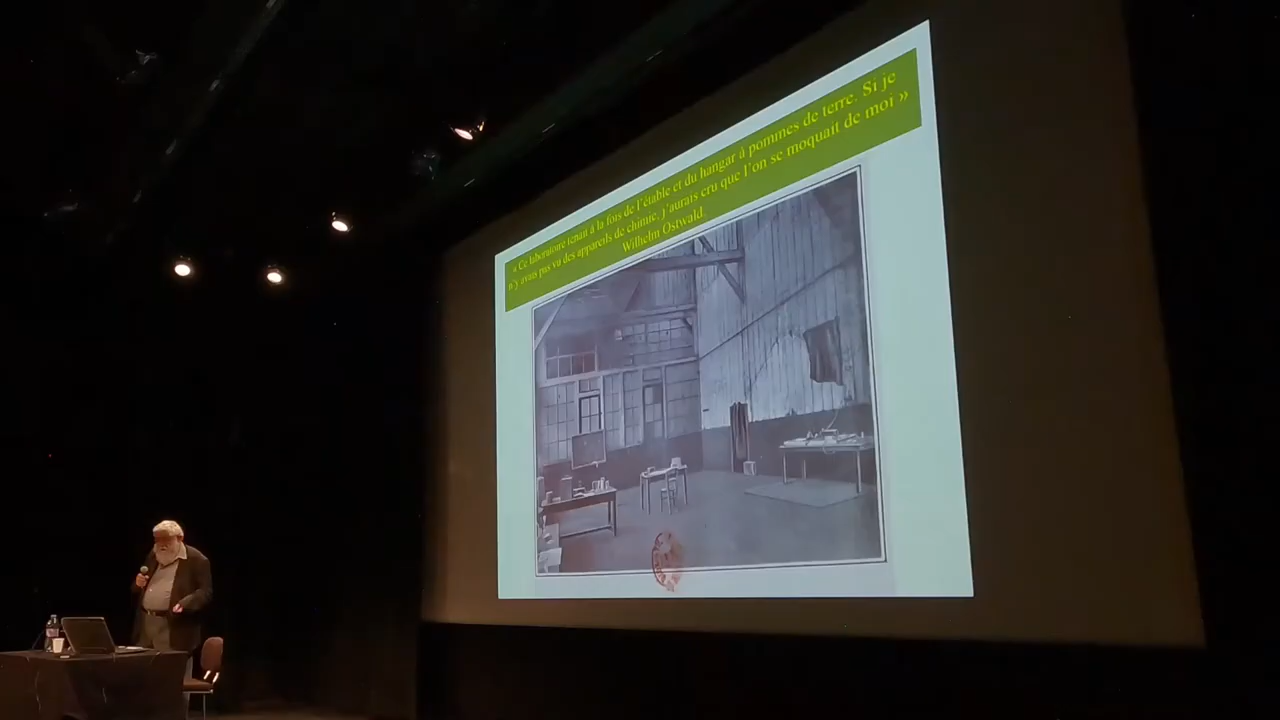 « Ce laboratoire tenait à la fois de l'étable et du hangar à pommes de terre. Si je
n'y avais pas vu des appareils de chimie, j'aurais cru que l'on se moquait de moi »
Wilhelm Ostwald.